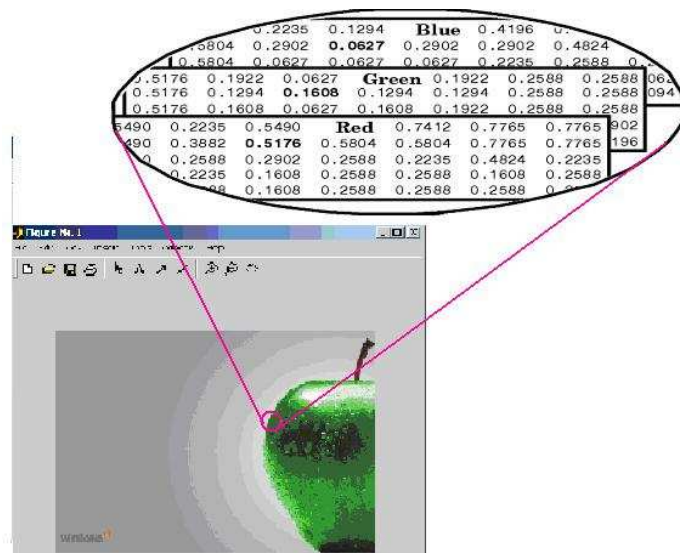 0.2235 0.1294 Blue 0.4196
.5804 0.2902 0.0627 0.2902 0.2902 0.4824
0.5804 0.0627 0.0627 0.0627 0.2235 0.2588
0.5176 0.1922 0.0627 Green 0.1922 0.2588 0.2588
0.5176 0.1294 0.1608 0.1294 0.1294 0.2588 0.2588 094
0.5176 0.1608 0.0627 0.1608 0.1922 0.2588 0.2588
5490 0.2235 0.5490 Red 0.7412 0.7765 0.7765 902
490 0.3882 0.5176 0.5804 0.5804 0.7765 0.7765 196
0.2588 0.2902 0.2588 0.2235 0.4824 0.2235
0.2235 0.1608 0.2588 0.2588 0.1608 0.2588
0.1608 0.2588 0.2588 0.2588
Figure No. 1